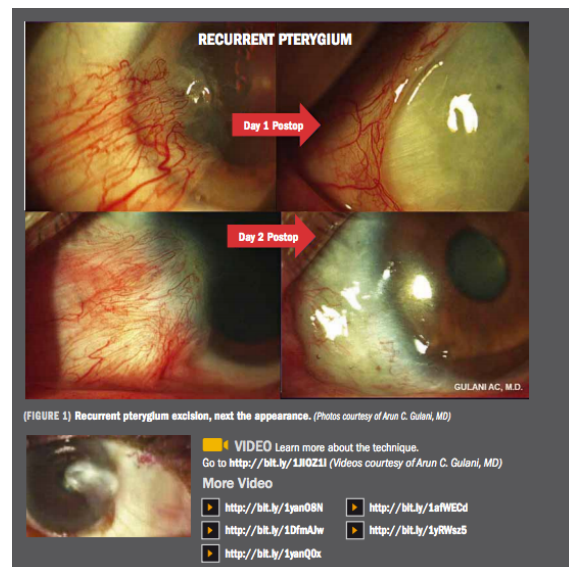 RECURRENT PTERYGIUM
Day 1 Postop
Day 2 Postop
GULANI AC, M.D.
(FIGURE 1) Recurrent pterygium excision, next the appearance. (Photos courtesy of Arun C. Gulani, MD)
VIDEO Learn more about the technique.
Go to http://bit.ly/1JI0Z1I (Videos courtesy of Arun C. Gulani, MD)
More Video
http://bit.ly/1yanO8N
http://bit.ly/1afWECd
http://bit.ly/1DfmAJw
http://bit.ly/1yRWsz5
http://bit.ly/1yanQ0x